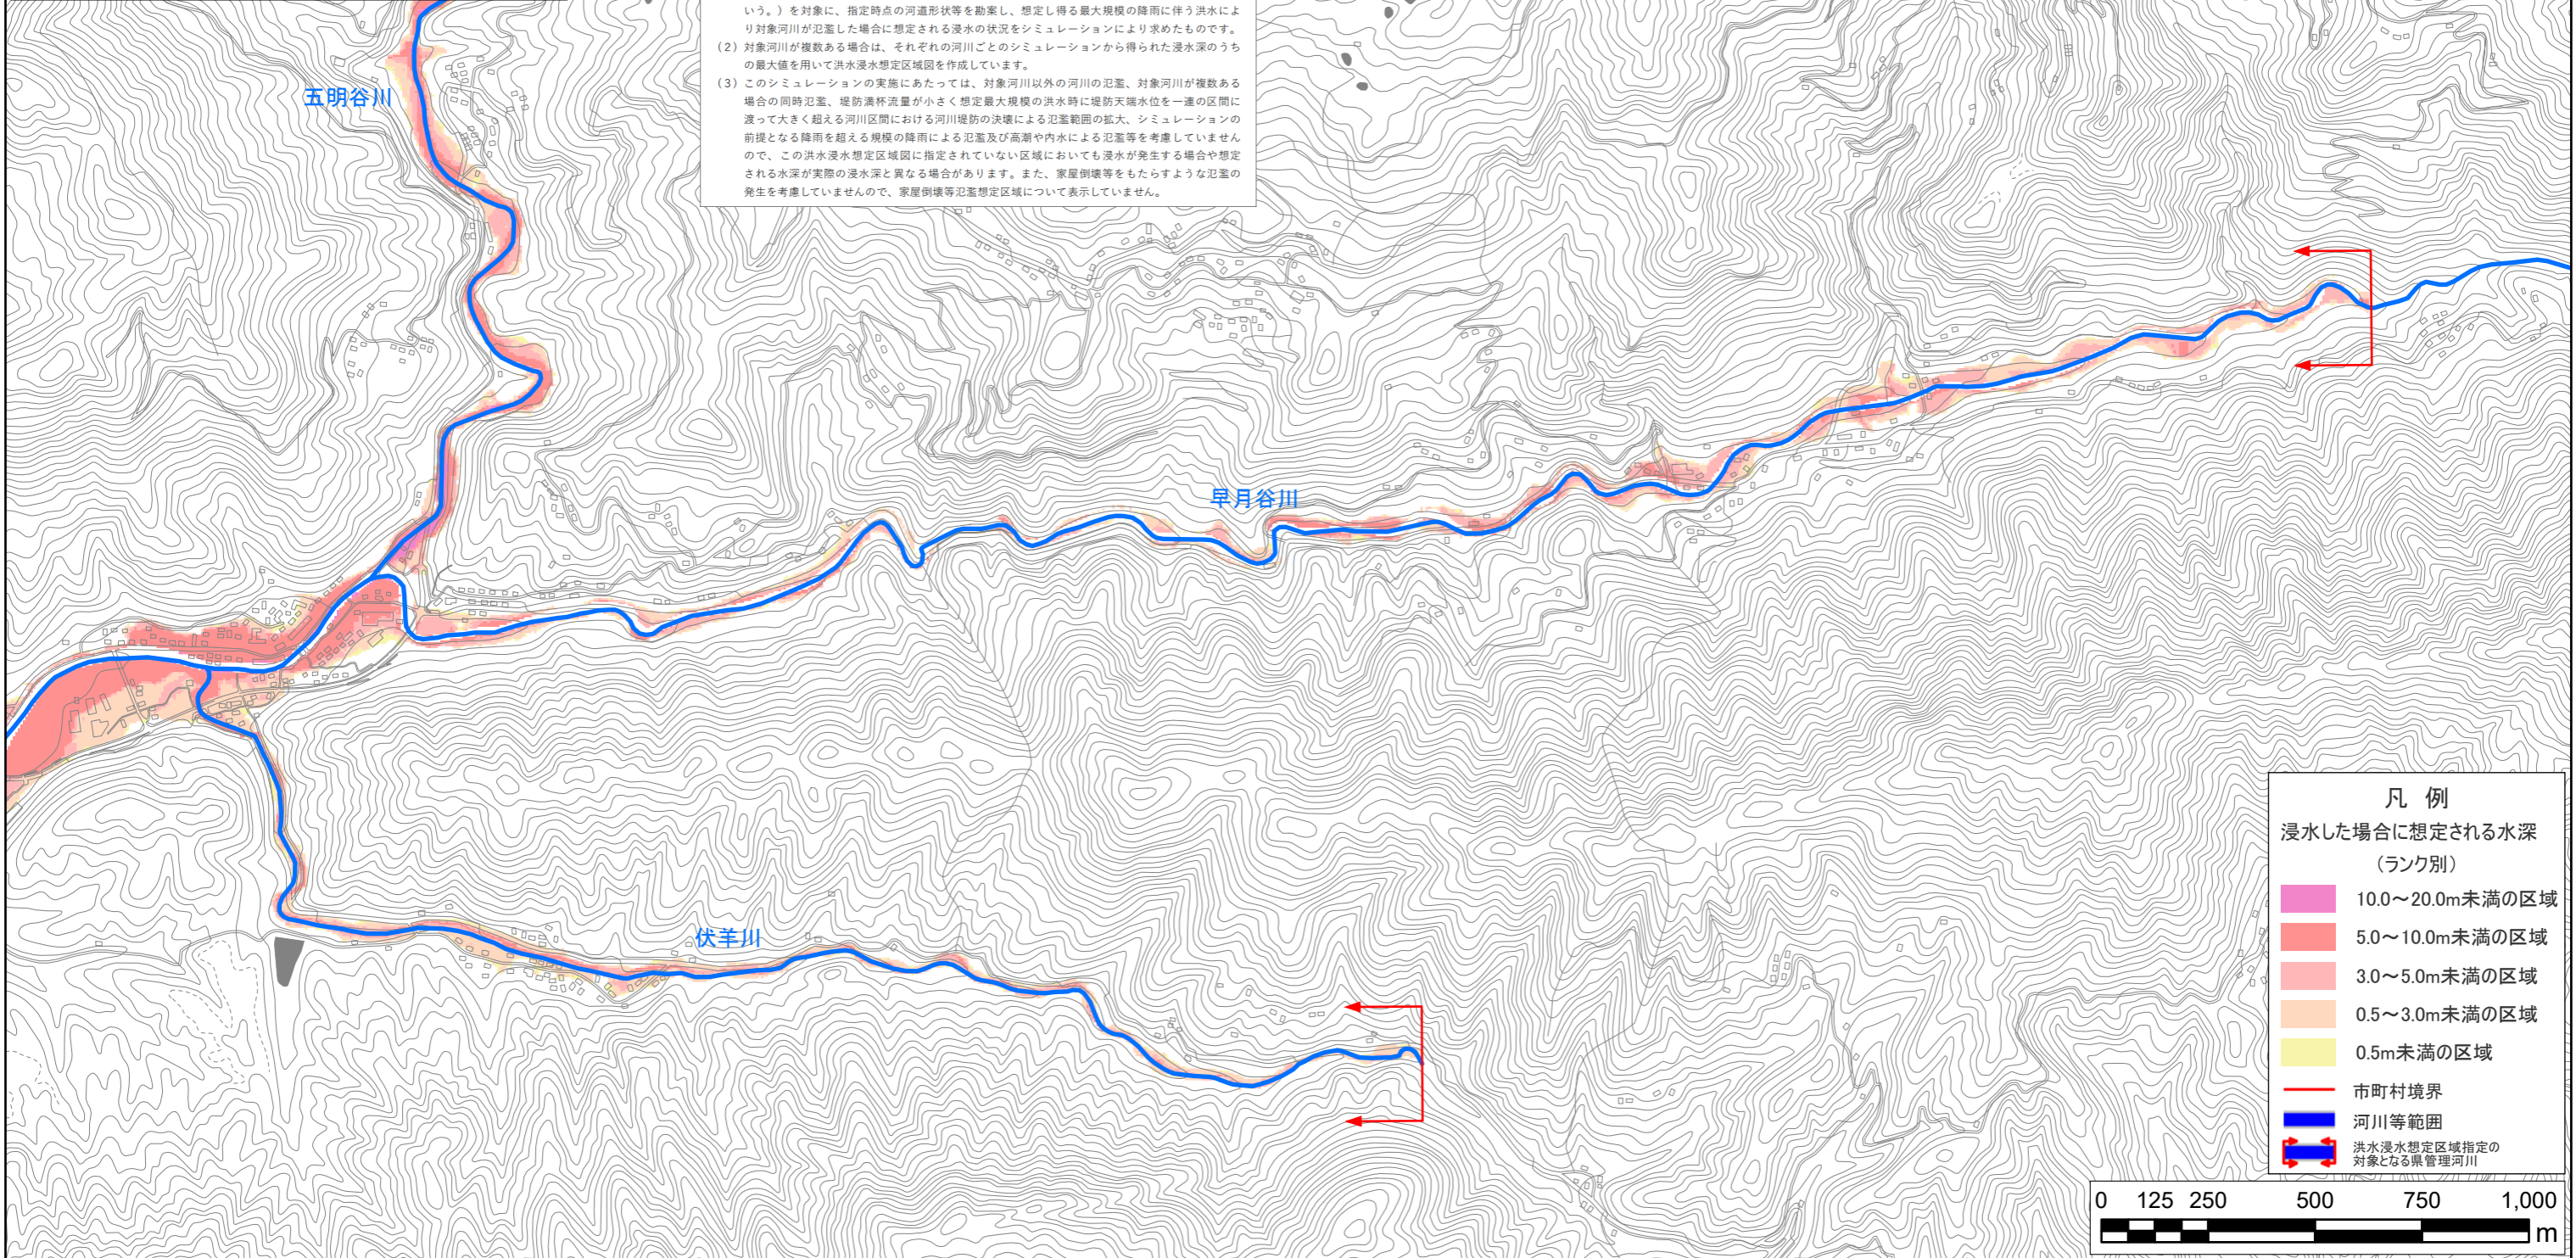 いう。）を対象に、指定時点の河道形状等を勘案し、想定し得る最大規模の降雨に伴う洪水によ
り対象河川が氾濫した場合に想定される浸水の状況をシミュレーションにより求めたものです。
（2）対象河川が複数ある場合は、それぞれの河川ごとのシミュレーションから得られた浸水深のうち
の最大値を用いて洪水浸水想定区域図を作成しています。
（3）このシミュレーションの実施にあたっては、対象河川以外の河川の氾濫、対象河川が複数ある
場合の同時氾濫、堤防満杯流量が小さく想定最大規模の洪水時に堤防天端水位を一連の区間に
渡って大きく超える河川区間における河川堤防の決壊による氾濫範囲の拡大、シミュレーションの
前提となる降雨を超える規模の降雨による氾濫及び高潮や内水による氾濫等を考慮していません
ので、この洪水浸水想定区域図に指定されていない区域においても浸水が発生する場合や想定
される水深が実際の浸水深と異なる場合があります。また、家屋倒壊等をもたらすような氾濫の
発生を考慮していませんので、家屋倒壊等氾濫想定区域について表示していません。
五明谷川
早月谷川
伏羊川
凡 例
浸水した場合に想定される水深
（ランク別）
10.0～20.0m未満の区域
5.0～10.0m未満の区域
3.0～5.0m未満の区域
0.5～3.0m未満の区域
0.5m未満の区域
市町村境界
河川等範囲
洪水浸水想定区域指定の
対象となる県管理河川
0 125 250 500 750 1,000
m